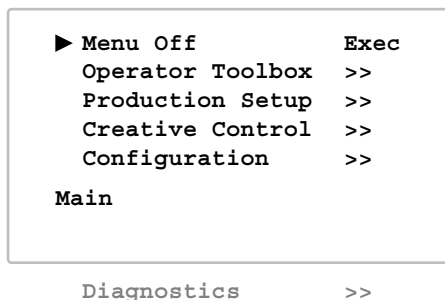 ▶ Menu Off Exec
Operator Toolbox >>
Production Setup >>
Creative Control >>
Configuration >>
Main
Diagnostics >>